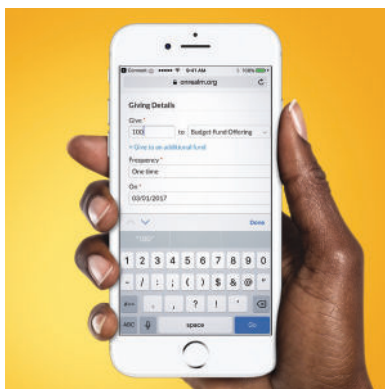 9:41 AM
100%
onrealm.org
Giving Details
Give *
100 to Budget Fund Offering
+ Give to an additional fund
Frequency *
One time
On *
03/01/2017
Done
1 2 3 4 5 6 7 8 9 0
- / : ; ( ) $ & @ "
#+= . , ? ! '
ABC space Go